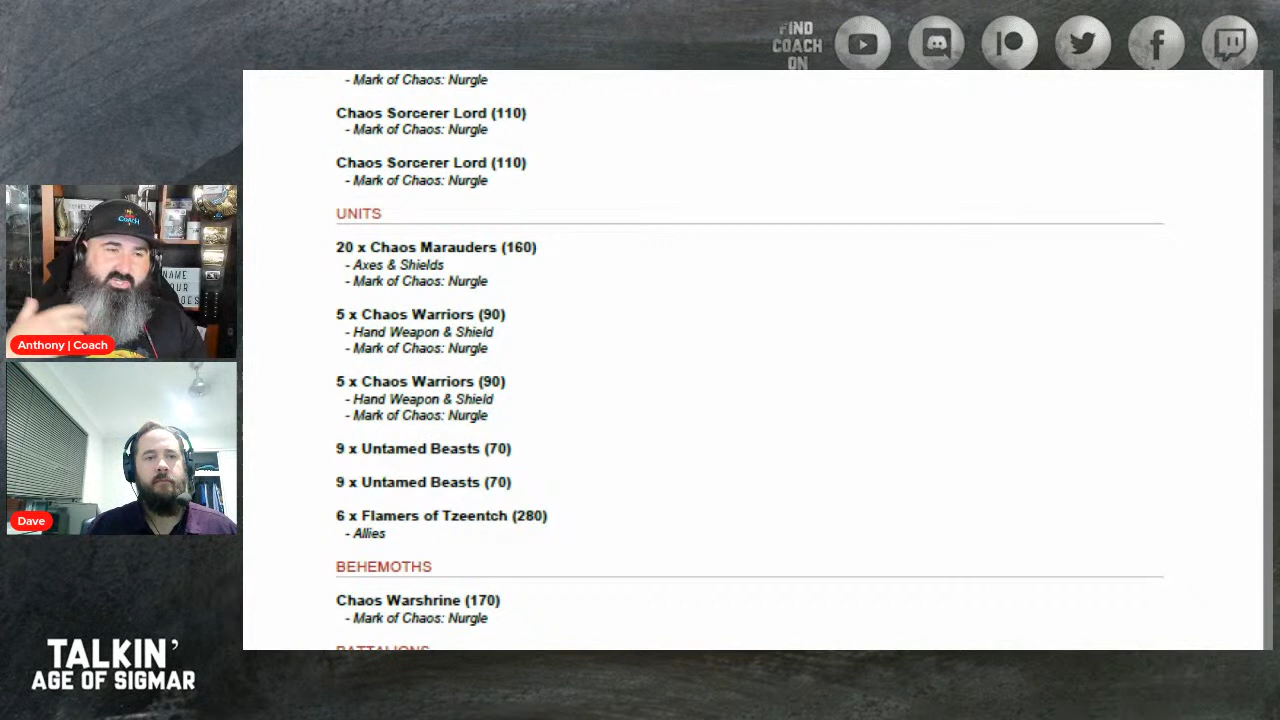 FIND
COACH
ON
- Mark of Chaos: Nurgle
Chaos Sorcerer Lord (110)
- Mark of Chaos: Nurgle
Chaos Sorcerer Lord (110)
- Mark of Chaos: Nurgle
UNITS
20 x Chaos Marauders (160)
- Axes & Shields
- Mark of Chaos: Nurgle
5 x Chaos Warriors (90)
- Hand Weapon & Shield
- Mark of Chaos: Nurgle
5 x Chaos Warriors (90)
- Hand Weapon & Shield
- Mark of Chaos: Nurgle
9 x Untamed Beasts (70)
9 x Untamed Beasts (70)
6 x Flamers of Tzeentch (280)
- Allies
BEHEMOTHS
Chaos Warshrine (170)
- Mark of Chaos: Nurgle
BATTALIONS
COACH
NAME
Anthony | Coach
Dave
TALKIN'
AGE OF SIGMAR